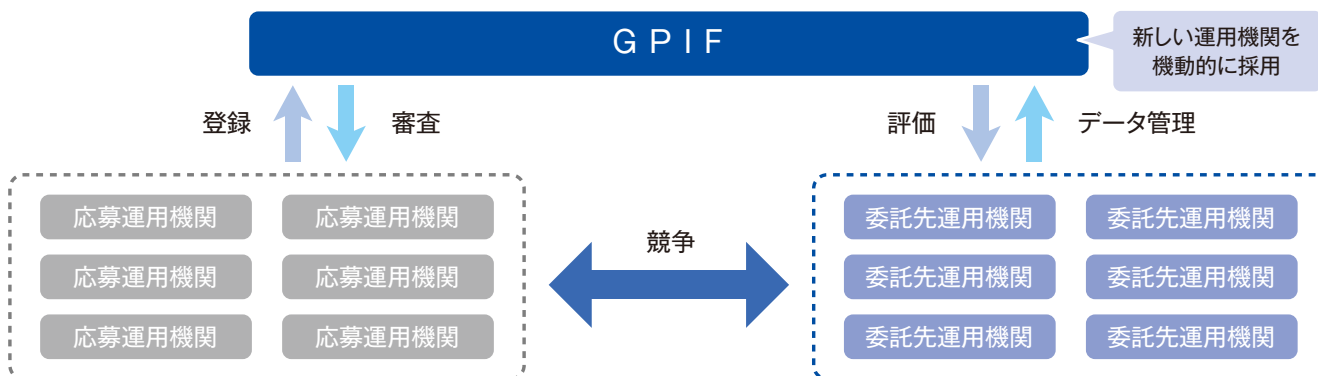 GPIF
新しい運用機関を
機動的に採用
登録
審査
評価
データ管理
応募運用機関 応募運用機関
応募運用機関 応募運用機関
応募運用機関 応募運用機関
競争
委託先運用機関 委託先運用機関
委託先運用機関 委託先運用機関
委託先運用機関 委託先運用機関